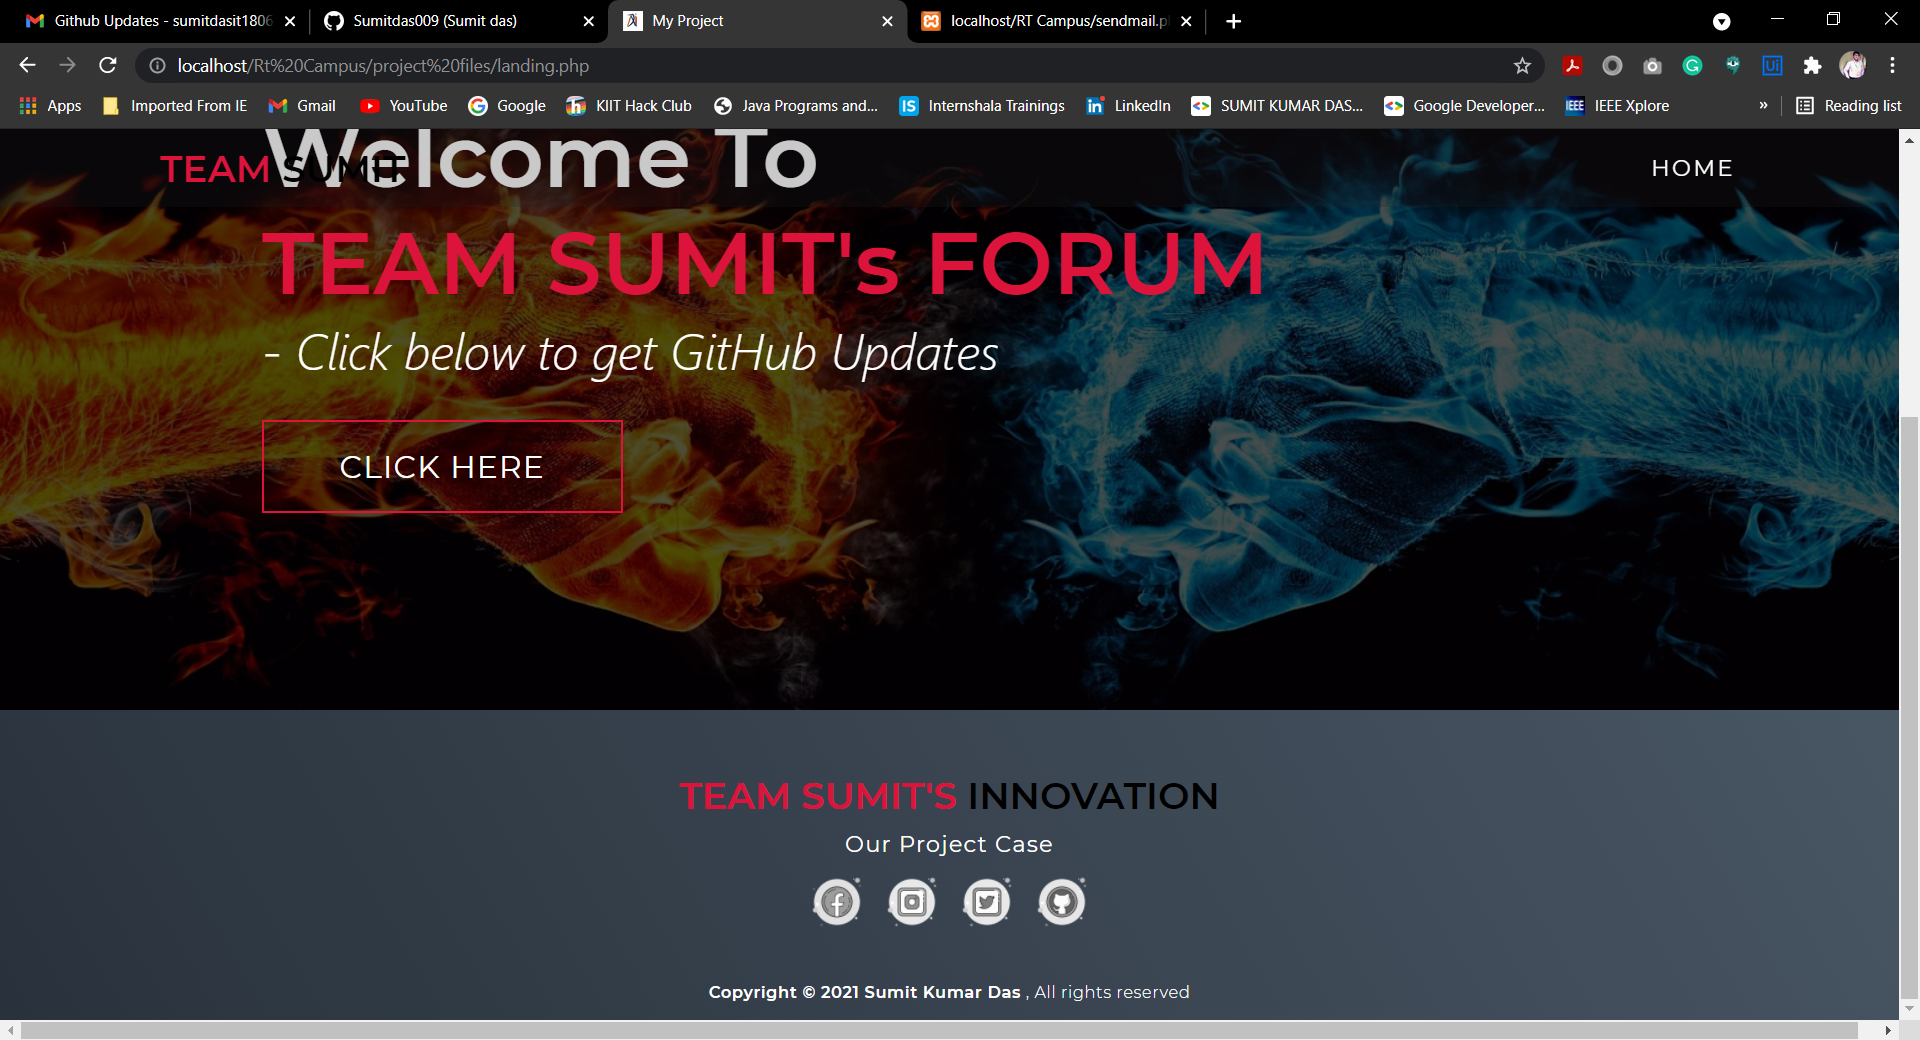 Github Updates - sumitdasit1806
Sumitdas009 (Sumit das)
My Project
localhost/RT Campus/sendmail.p
localhost/Rt%20Campus/project%20files/landing.php
Apps
Imported From IE
Gmail
YouTube
Google
KIIT Hack Club
Java Programs and...
IS
Internshala Trainings
in
LinkedIn
SUMIT KUMAR DAS...
Google Developer...
IEEE
IEEE Xplore
»
Reading list
Welcome To
TEAM SUMIT
HOME
TEAM SUMIT's FORUM
- Click below to get GitHub Updates
CLICK HERE
TEAM SUMIT'S INNOVATION
Our Project Case
Copyright © 2021 Sumit Kumar Das , All rights reserved